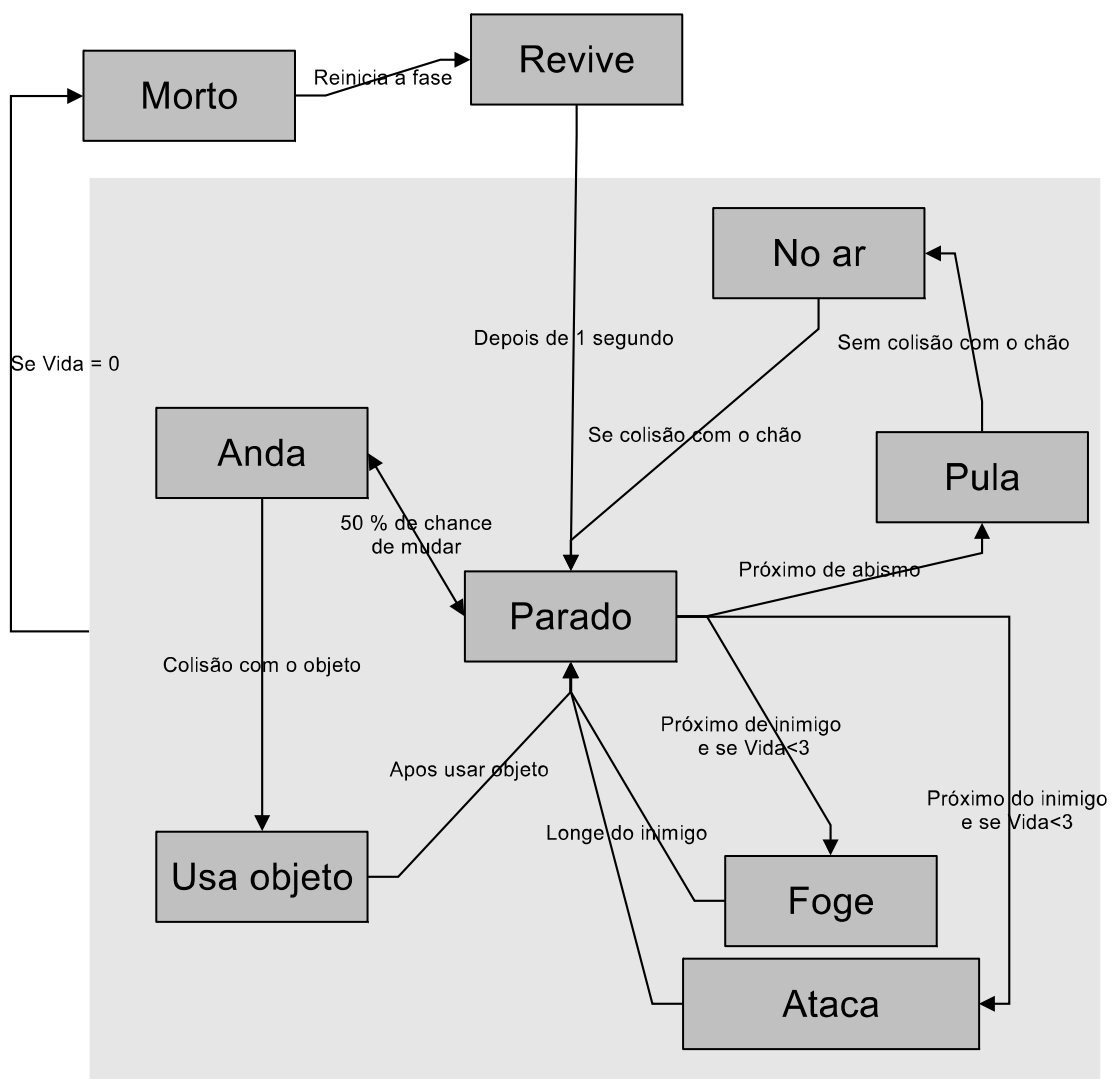 Revive
Morto
Reinicia a fase
No ar
Depois de 1 segundo
Sem colisão com o chão
Se Vida = 0
Se colisão com o chão
Anda
Pula
50 % de chance
de mudar
Próximo de abismo
Parado
Colisão com o objeto
Próximo de inimigo
e se Vida<3
Apos usar objeto
Próximo do inimigo
e se Vida<3
Longe do inimigo
Usa objeto
Foge
Ataca